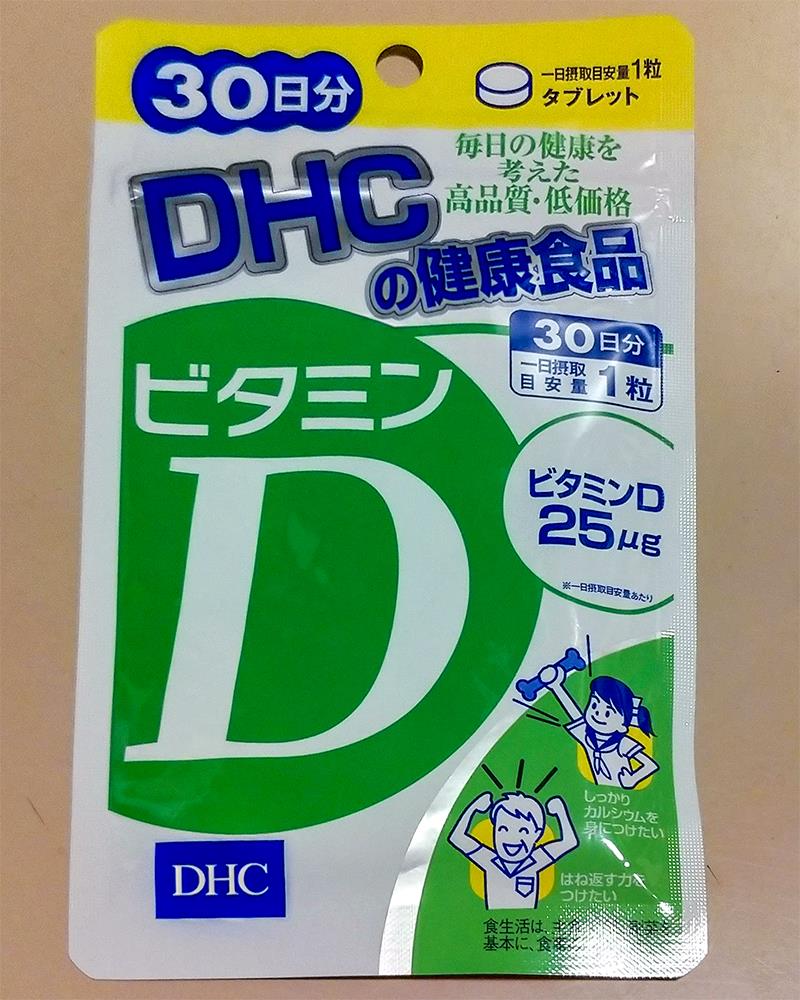 30日分
一日摂取目安量1粒
タブレット
毎日の健康を
考えた
高品質・低価格
DHC
の健康食品
30日分
一日摂取
目安量 1粒
ビタミン
D
ビタミンD
25μg
※一日摂取目安量あたり
しっかり
カルシウムを
身につけたい
はね返す力を
つけたい
DHC
食生活は、主
基本に、食